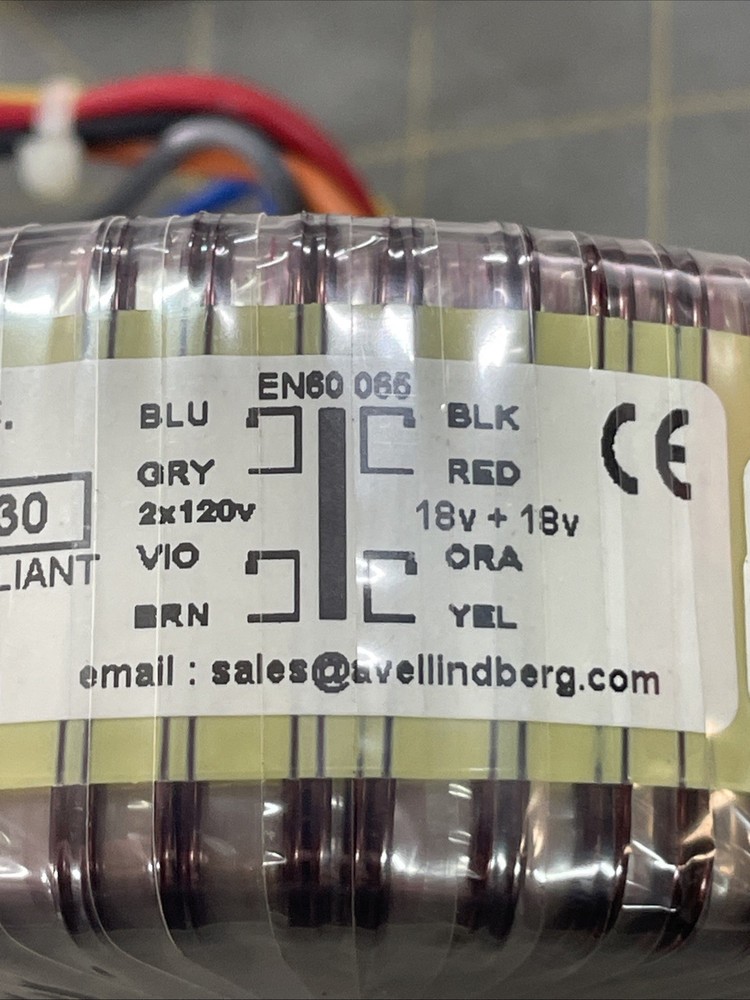 EN60 065
BLU BLK
CE
GRY RED
30
2x120v 18v + 18v
LIANT VIO ORA
BRN YEL
email : sales@avellindberg.com